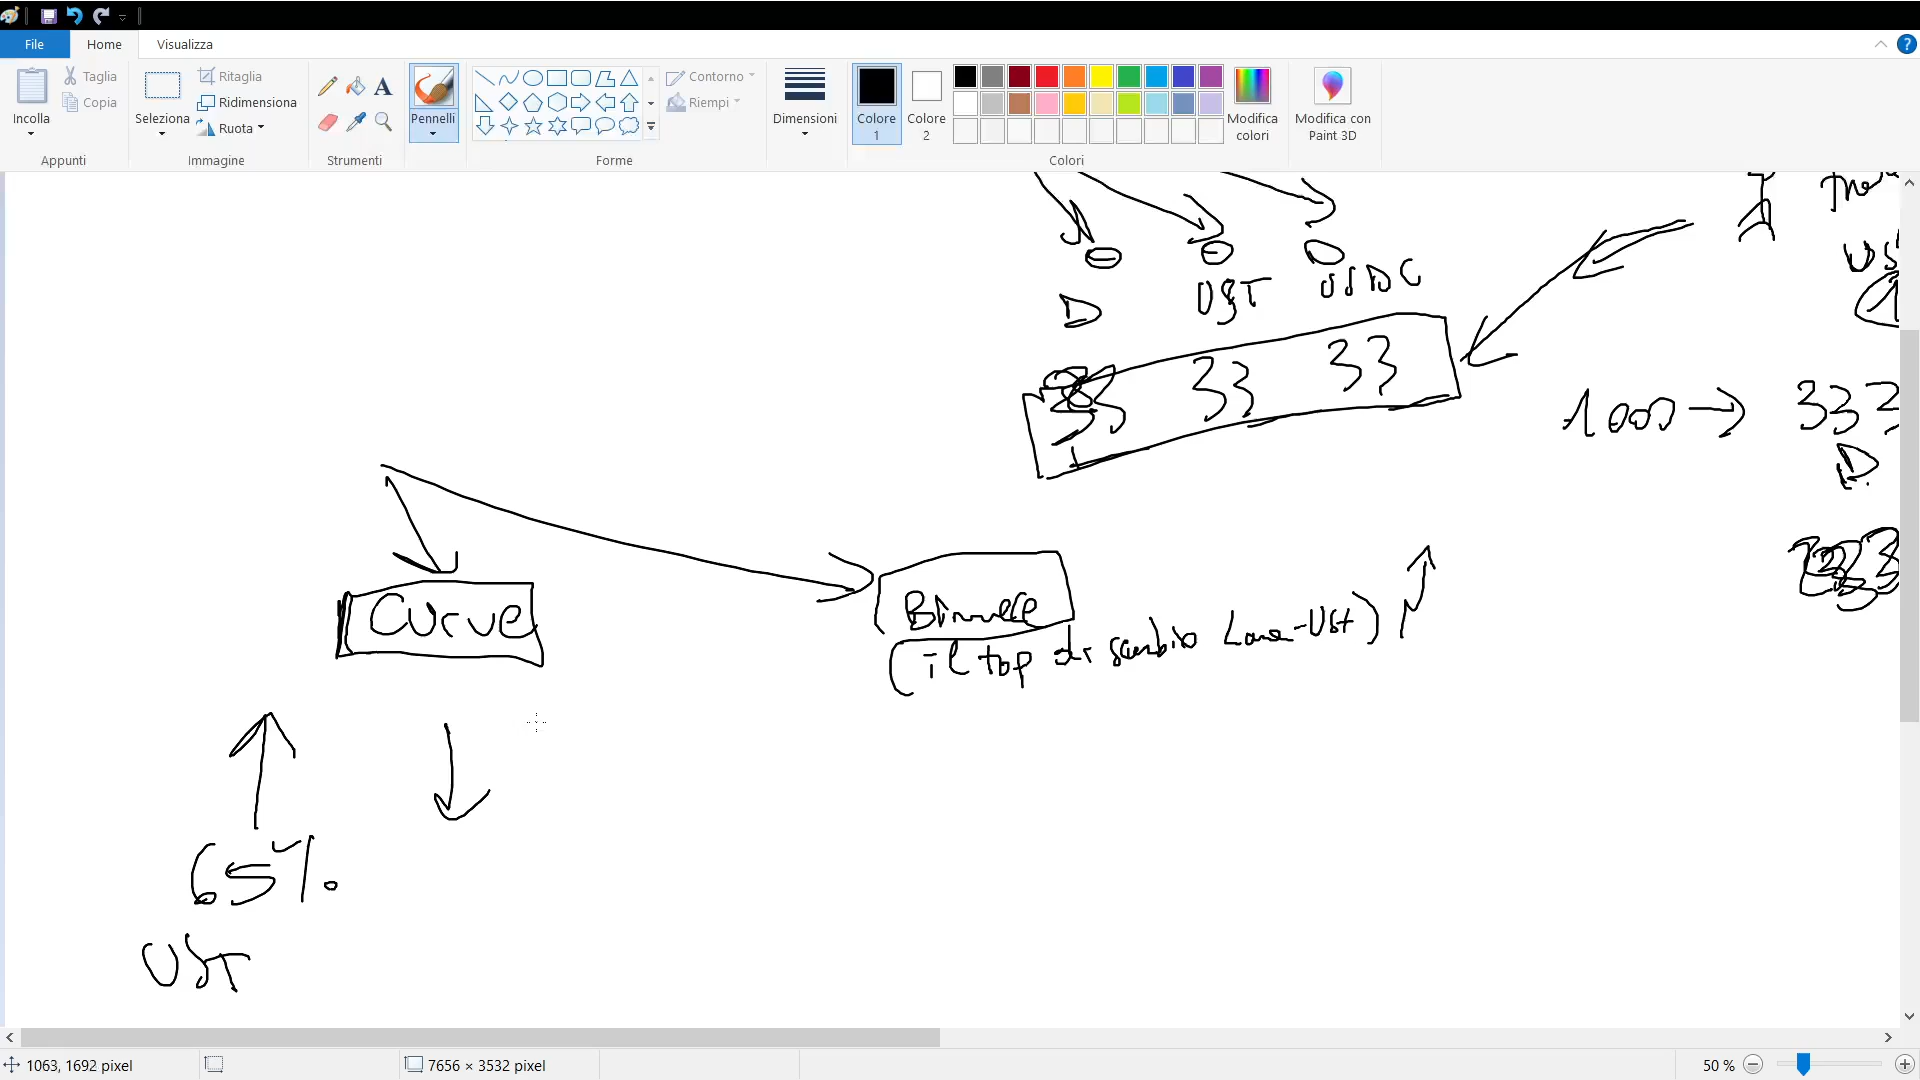 File Home Visualizza
Incolla
Taglia
Copia
Appunti
Seleziona
Ritaglia
Ridimensiona
Ruota
Immagine
A
Strumenti
Pennelli
Contorno
Riempi
Forme
Dimensioni
Colore
1
Colore
2
Colori
Modifica
colori
Modifica con
Paint 3D
D UST USDC
33 33
1000 → 333
D
Curve
(il top di scambio Luna-Ust)
65%
UST
1063, 1692 pixel
7656 × 3532 pixel
50 %